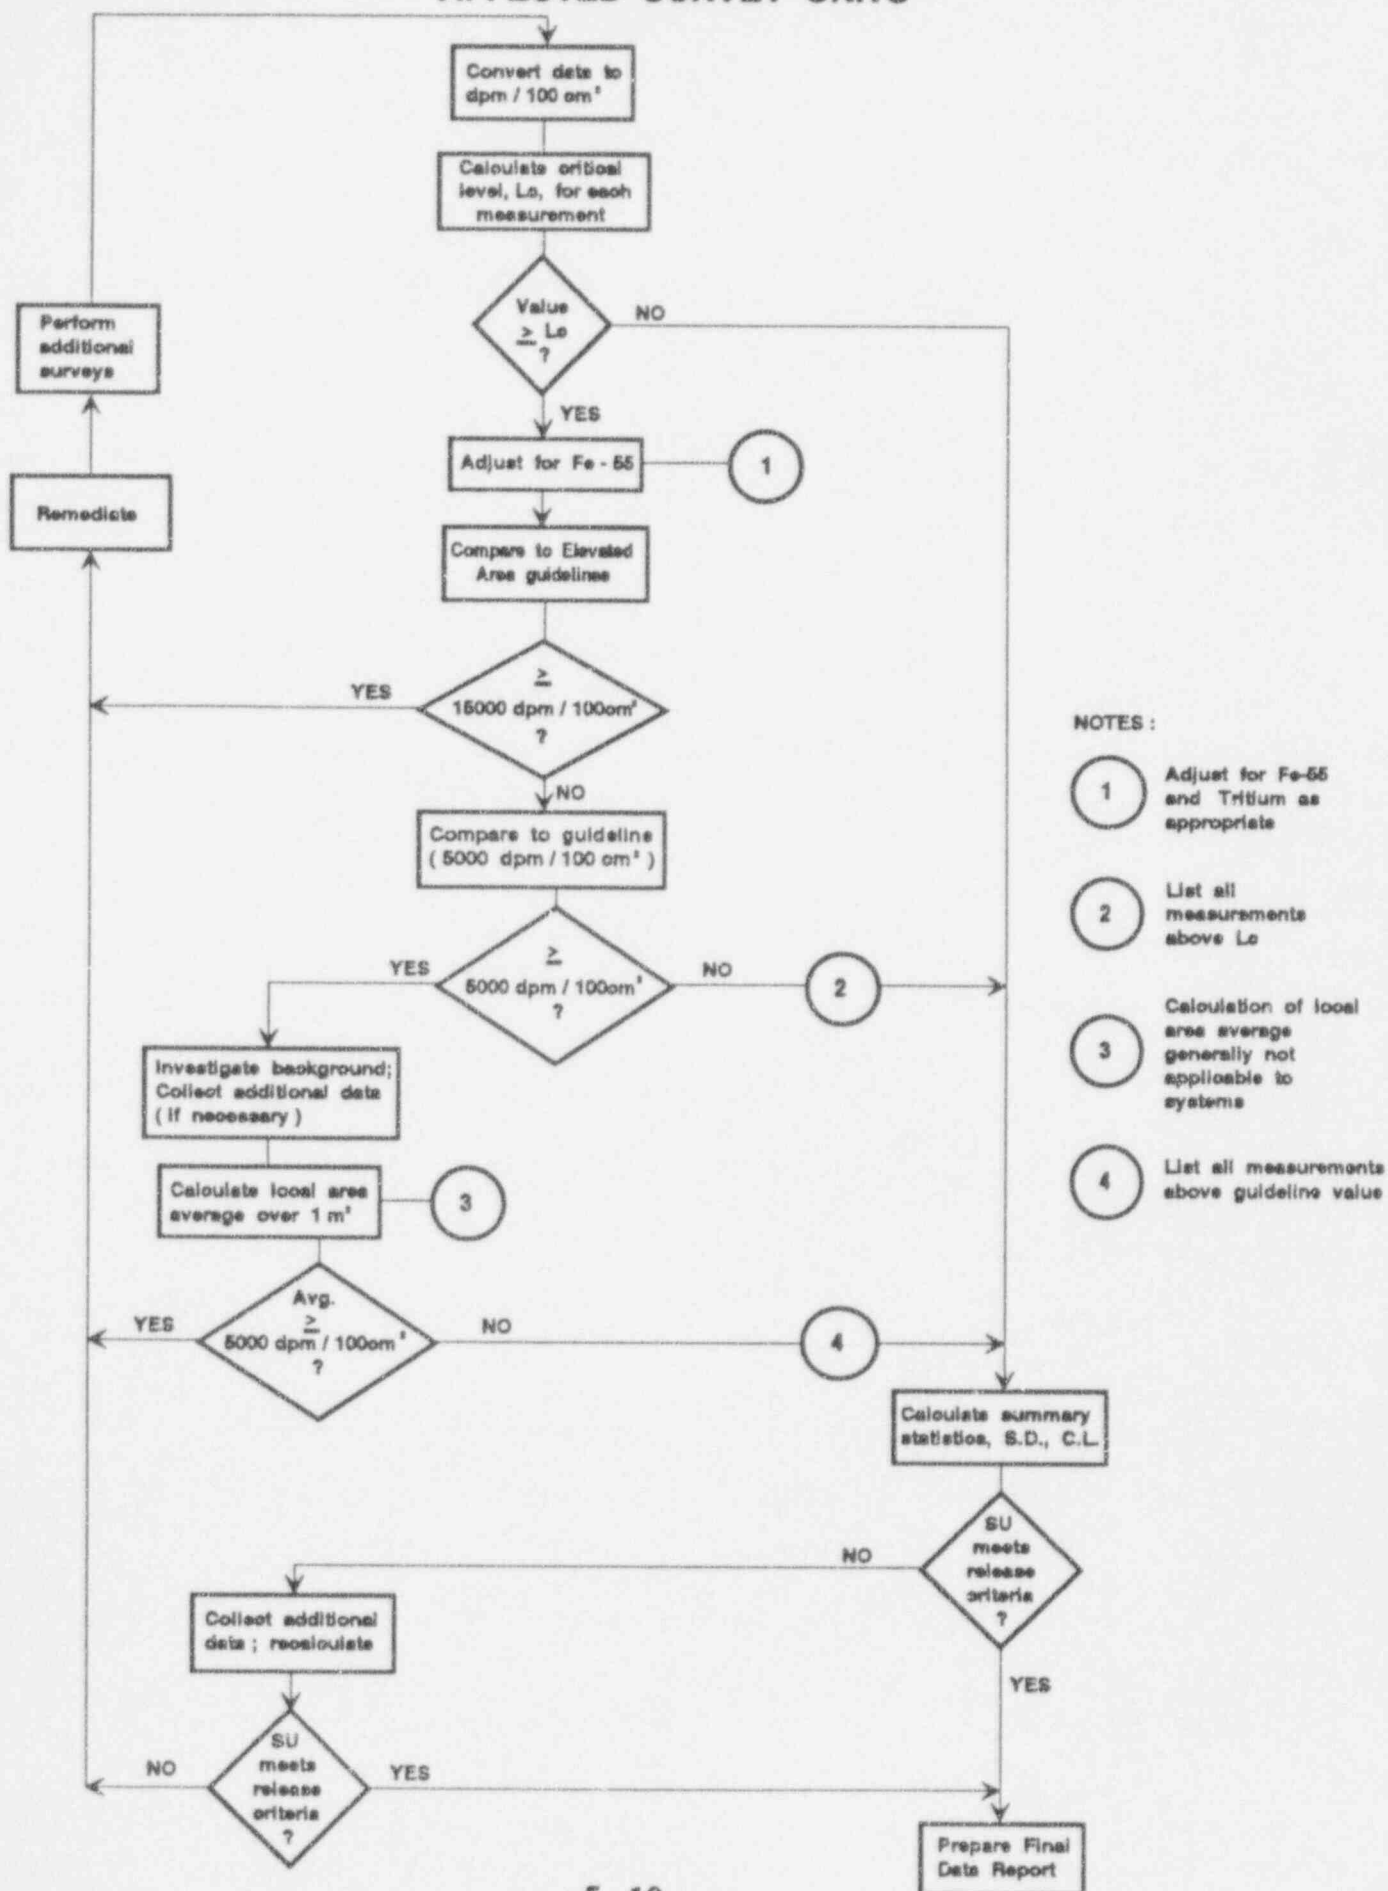 AFFECTED SURVEY UNITS
Convert data to
dpm / 100 cm²
Calculate critical
level, Lc, for each
measurement
Value
≥ Lc
?
NO
YES
Perform
additional
surveys
Remediate
Adjust for Fe - 55
1
Compare to Elevated
Area guidelines
≥
15000 dpm / 100cm²
?
YES
NO
Compare to guideline
( 5000 dpm / 100 cm² )
≥
5000 dpm / 100cm²
?
YES
NO
2
Investigate background;
Collect additional data
( if necessary )
Calculate local area
average over 1 m²
3
Avg.
≥
5000 dpm / 100cm²
?
YES
NO
4
Calculate summary
statistics, S.D., C.L.
SU
meets
release
criteria
?
NO
YES
Collect additional
data ; recalculate
SU
meets
release
criteria
?
NO
YES
Prepare Final
Data Report
NOTES :
1
Adjust for Fe-55
and Tritium as
appropriate
2
List all
measurements
above Lc
3
Calculation of local
area average
generally not
applicable to
systems
4
List all measurements
above guideline value